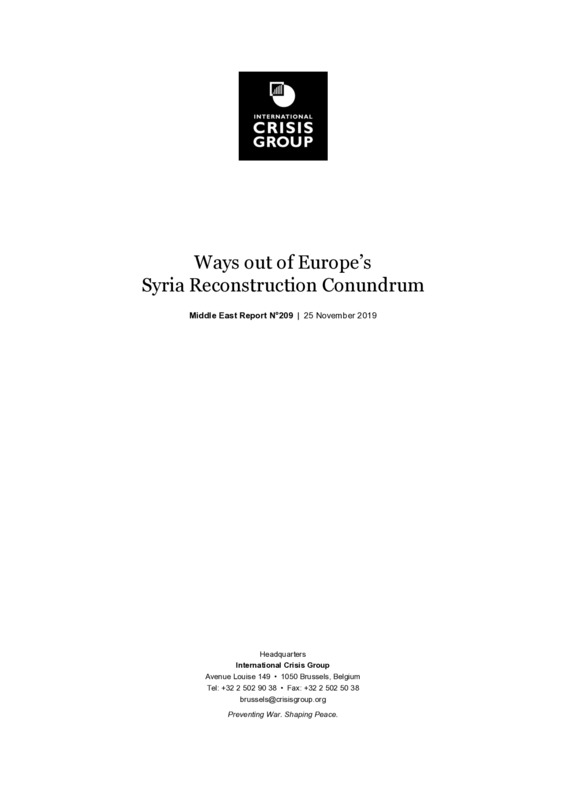 INTERNATIONAL
CRISIS
GROUP
Ways out of Europe’s
Syria Reconstruction Conundrum
Middle East Report N°209 | 25 November 2019
Headquarters
International Crisis Group
Avenue Louise 149 • 1050 Brussels, Belgium
Tel: +32 2 502 90 38 • Fax: +32 2 502 50 38
brussels@crisisgroup.org
Preventing War. Shaping Peace.